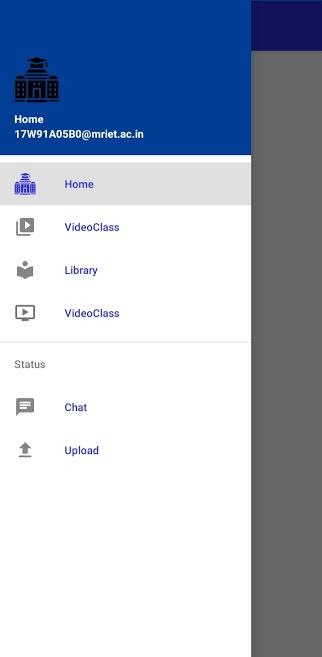 Home
17W91A05B0@mriet.ac.in
Home
VideoClass
Library
VideoClass
Status
Chat
Upload